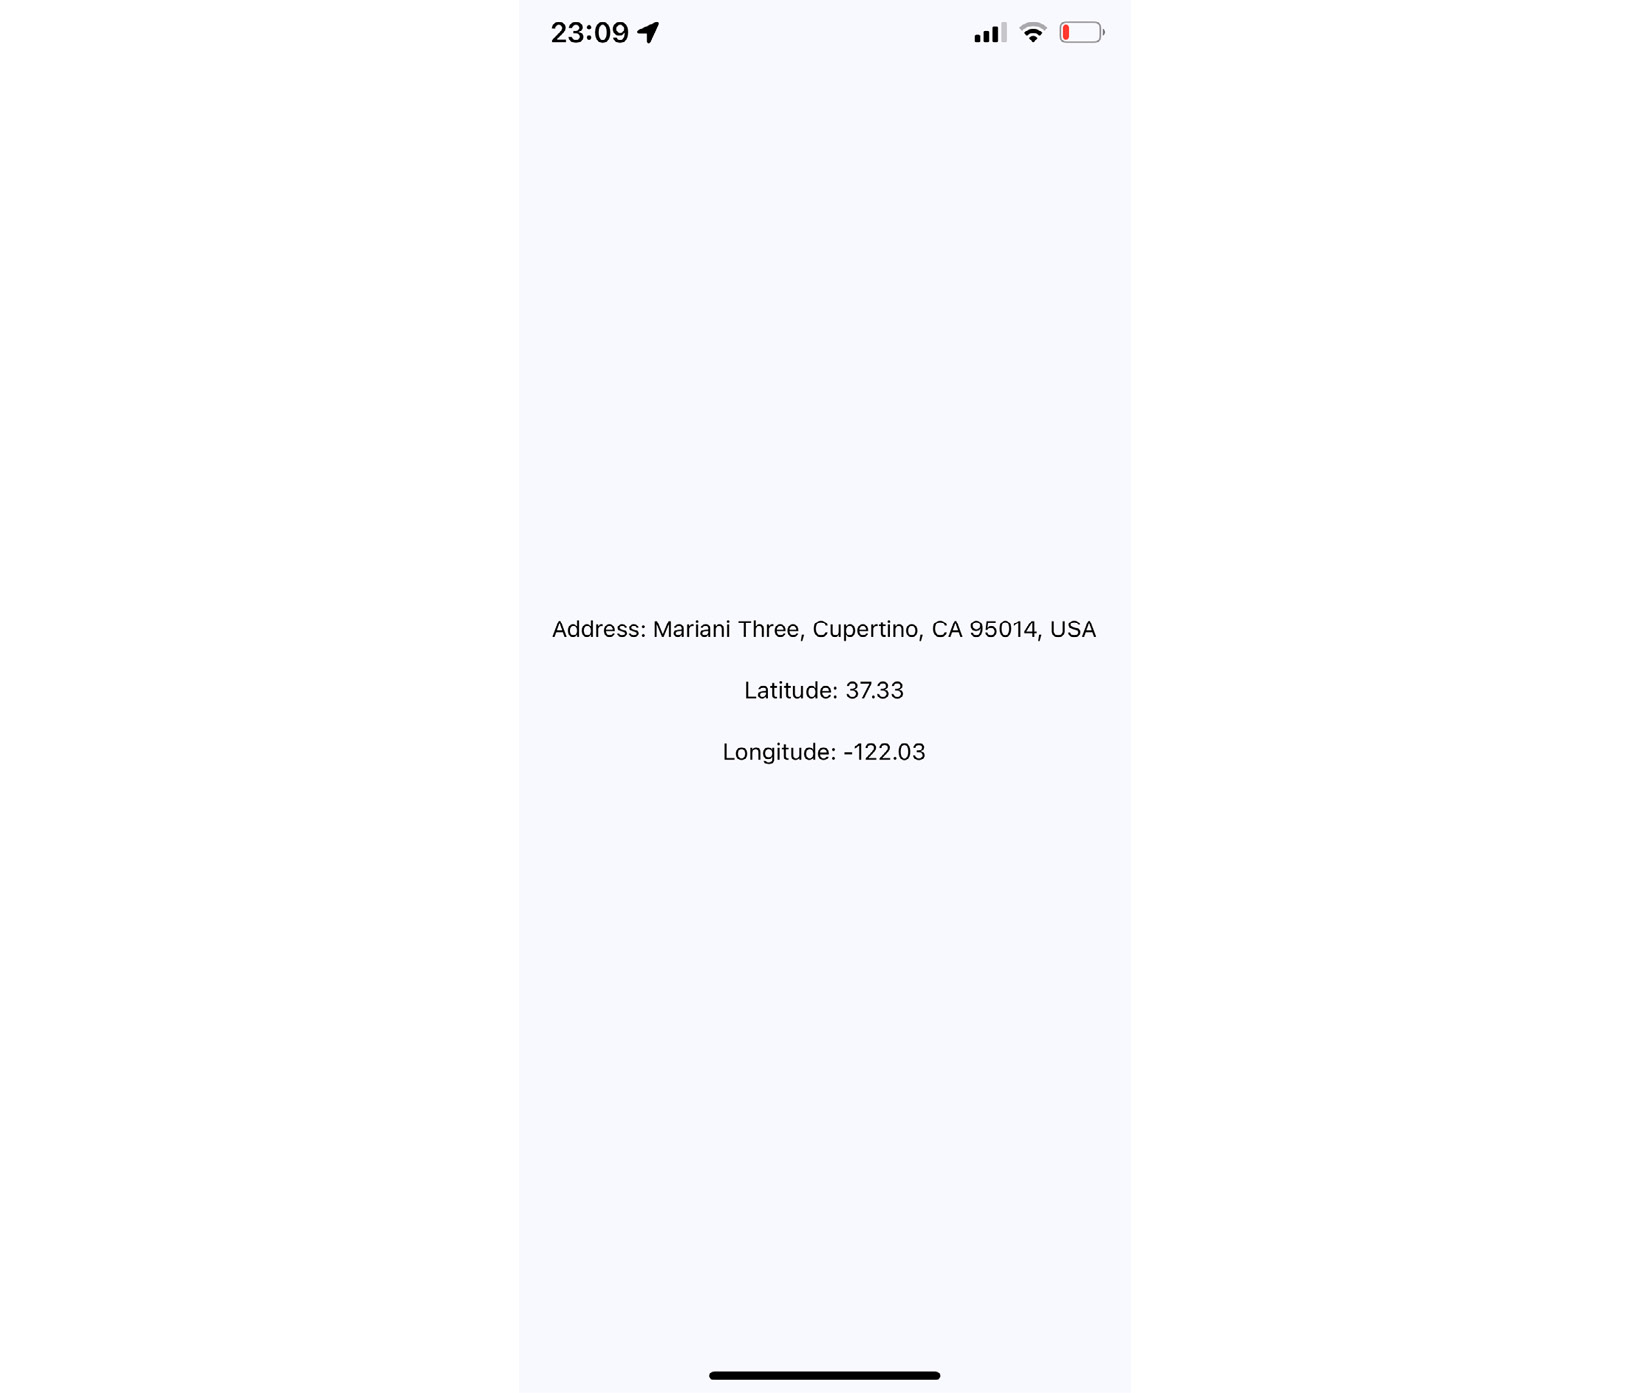 23:09
Address: Mariani Three, Cupertino, CA 95014, USA
Latitude: 37.33
Longitude: -122.03